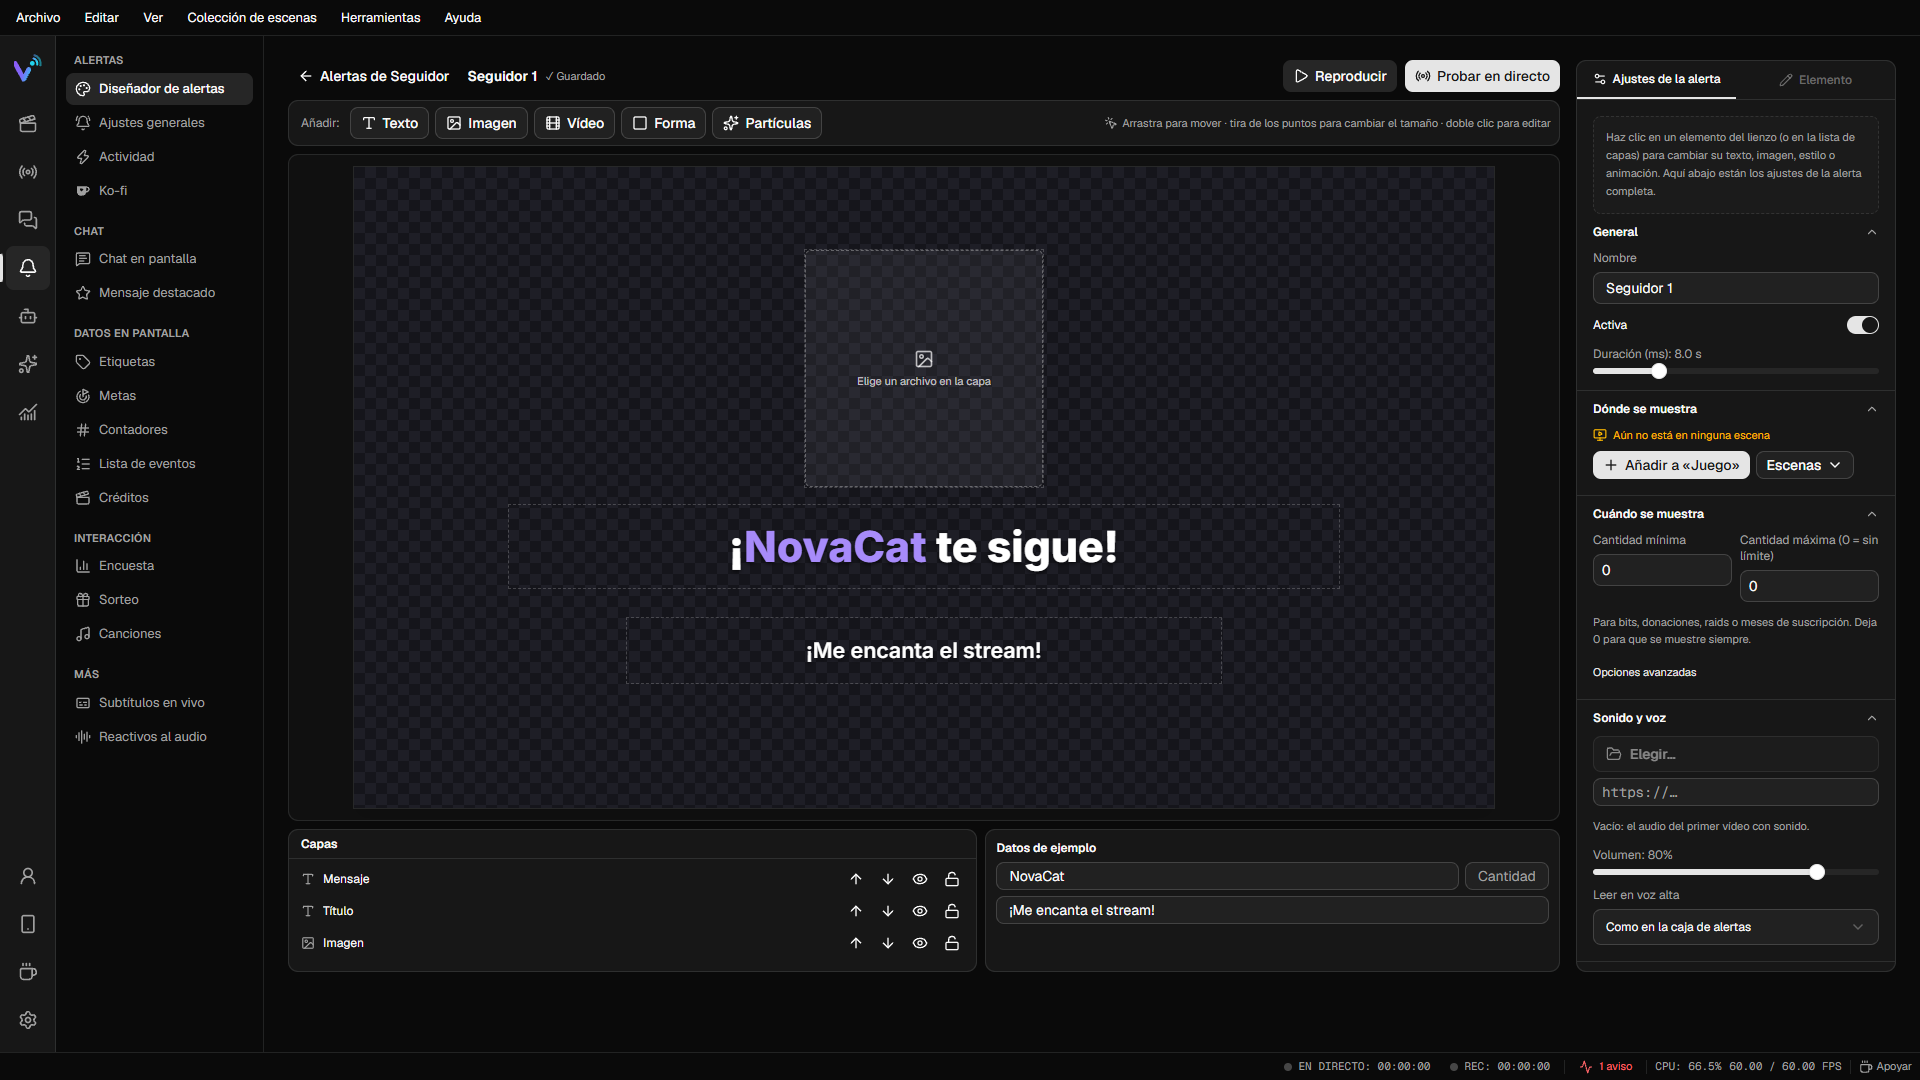 Archivo Editar Ver Colección de escenas Herramientas Ayuda
ALERTAS
Diseñador de alertas
Ajustes generales
Actividad
Ko-fi
CHAT
Chat en pantalla
Mensaje destacado
DATOS EN PANTALLA
Etiquetas
Metas
Contadores
Lista de eventos
Créditos
INTERACCIÓN
Encuesta
Sorteo
Canciones
MÁS
Subtítulos en vivo
Reactivos al audio
Alertas de Seguidor Seguidor 1 ✓ Guardado
Reproducir Probar en directo
Añadir: Texto Imagen Vídeo Forma Partículas
Arrastra para mover · tira de los puntos para cambiar el tamaño · doble clic para editar
Elige un archivo en la capa
¡NovaCat te sigue!
¡Me encanta el stream!
Capas
Mensaje
Título
Imagen
Datos de ejemplo
NovaCat Cantidad
¡Me encanta el stream!
Ajustes de la alerta Elemento
Haz clic en un elemento del lienzo (o en la lista de
capas) para cambiar su texto, imagen, estilo o
animación. Aquí abajo están los ajustes de la alerta
completa.
General
Nombre
Seguidor 1
Activa
Duración (ms): 8.0 s
Dónde se muestra
Aún no está en ninguna escena
Añadir a «Juego» Escenas
Cuándo se muestra
Cantidad mínima
0
Cantidad máxima (0 = sin
límite)
0
Para bits, donaciones, raids o meses de suscripción. Deja
0 para que se muestre siempre.
Opciones avanzadas
Sonido y voz
Elegir...
https://…
Vacío: el audio del primer vídeo con sonido.
Volumen: 80%
Leer en voz alta
Como en la caja de alertas
EN DIRECTO: 00:00:00 REC: 00:00:00 1 aviso CPU: 66.5% 60.00 / 60.00 FPS Apoyar